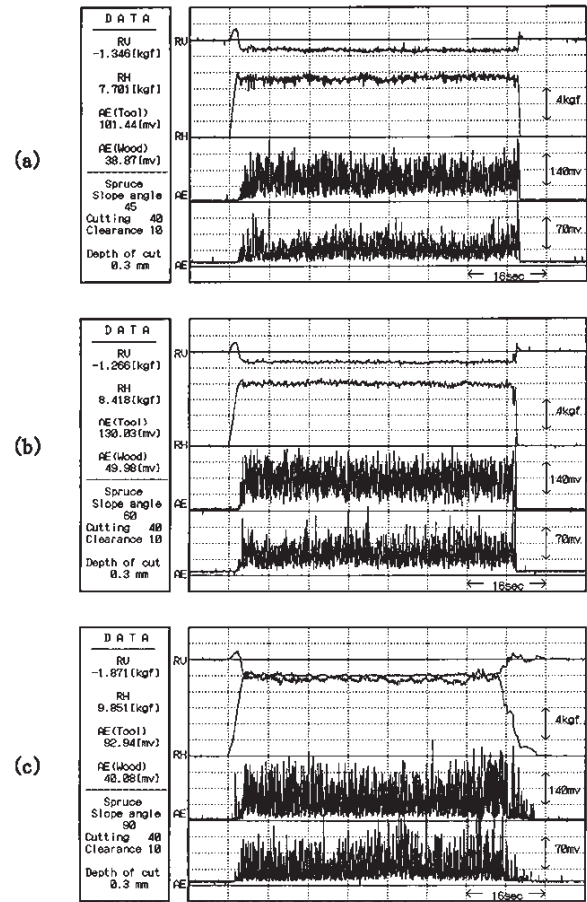 (a)
D A T A
RV
-1.346[kgf]
RH
7.701[kgf]
AE(Tool)
101.44[mv]
AE(Wood)
38.87[mv]
Spruce
Slope angle
45
Cutting 40
Clearance 10
Depth of cut
0.3 mm
RV
RH
AE
AE
4kgf
140mv
70mv
16sec
(b)
D A T A
RV
-1.266[kgf]
RH
8.418[kgf]
AE(Tool)
130.03[mv]
AE(Wood)
49.98[mv]
Spruce
Slope angle
60
Cutting 40
Clearance 10
Depth of cut
0.3 mm
RV
RH
AE
AE
4kgf
140mv
70mv
16sec
(c)
D A T A
RV
-1.871[kgf]
RH
9.851[kgf]
AE(Tool)
92.94[mv]
AE(Wood)
40.08[mv]
Spruce
Slope angle
90
Cutting 40
Clearance 10
Depth of cut
0.3 mm
RV
RH
AE
AE
4kgf
140mv
70mv
16sec